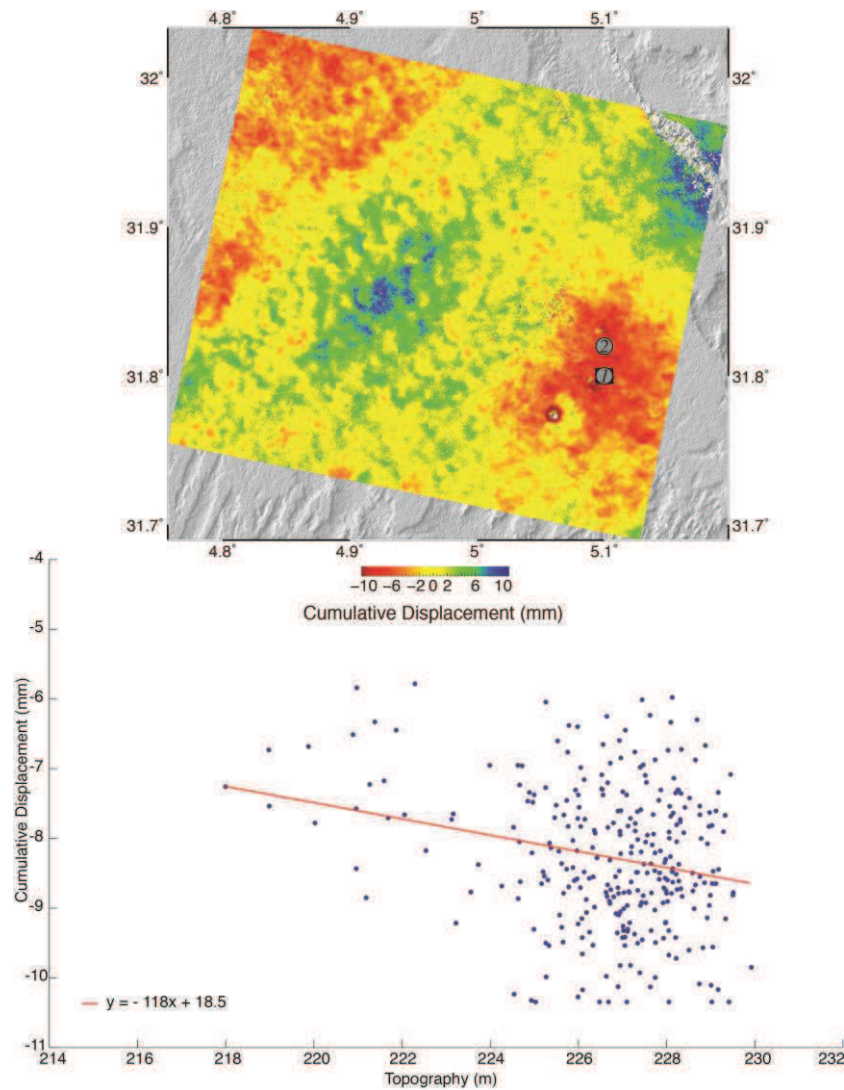 4.8˚ 4.9˚ 5˚ 5.1˚
32˚ 32˚
31.9˚ 31.9˚
31.8˚ 31.8˚
31.7˚ 31.7˚
2
1
4.8˚ 4.9˚ 5˚ 5.1˚
−10 −6 −2 0 2 6 10
Cumulative Displacement (mm)
-4
-5
-6
-7
-8
-9
-10
-11
Cumulative Displacement (mm)
y = - 118x + 18.5
214 216 218 220 222 224 226 228 230 232
Topography (m)